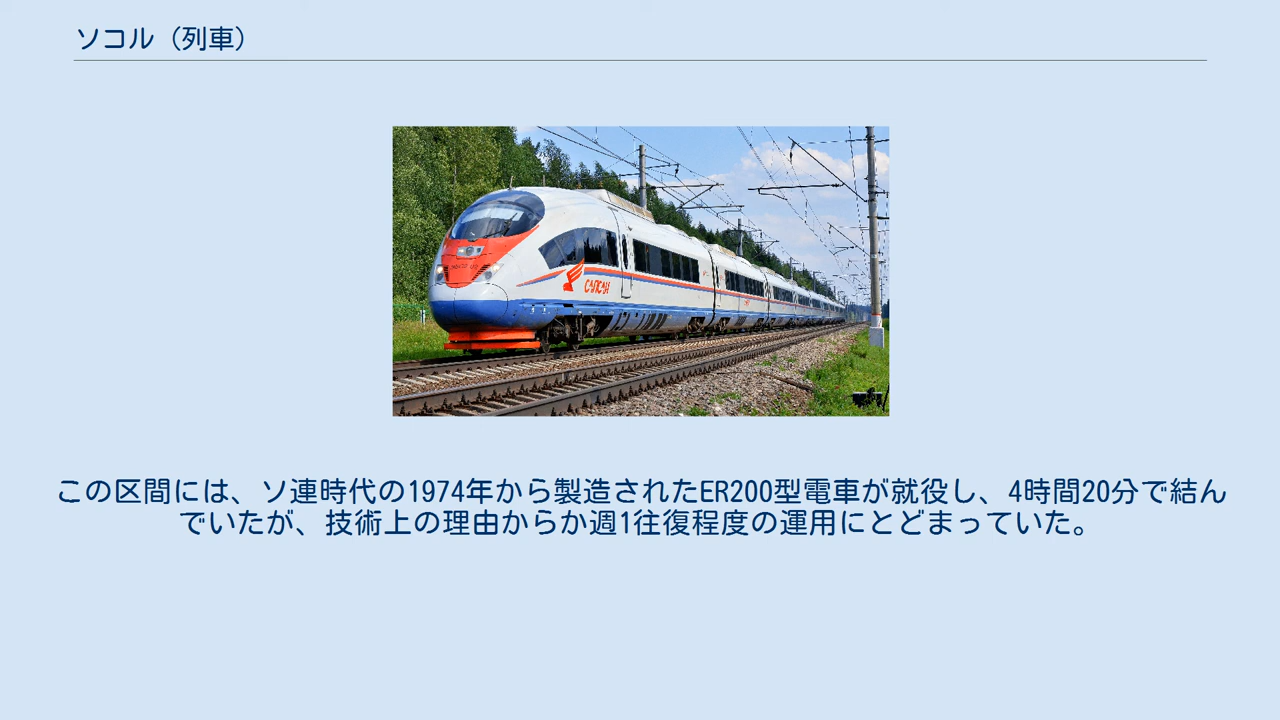 ソコル（列車）
САПСАН
この区間には、ソ連時代の1974年から製造されたER200型電車が就役し、4時間20分で結ん
でいたが、技術上の理由からか週1往復程度の運用にとどまっていた。